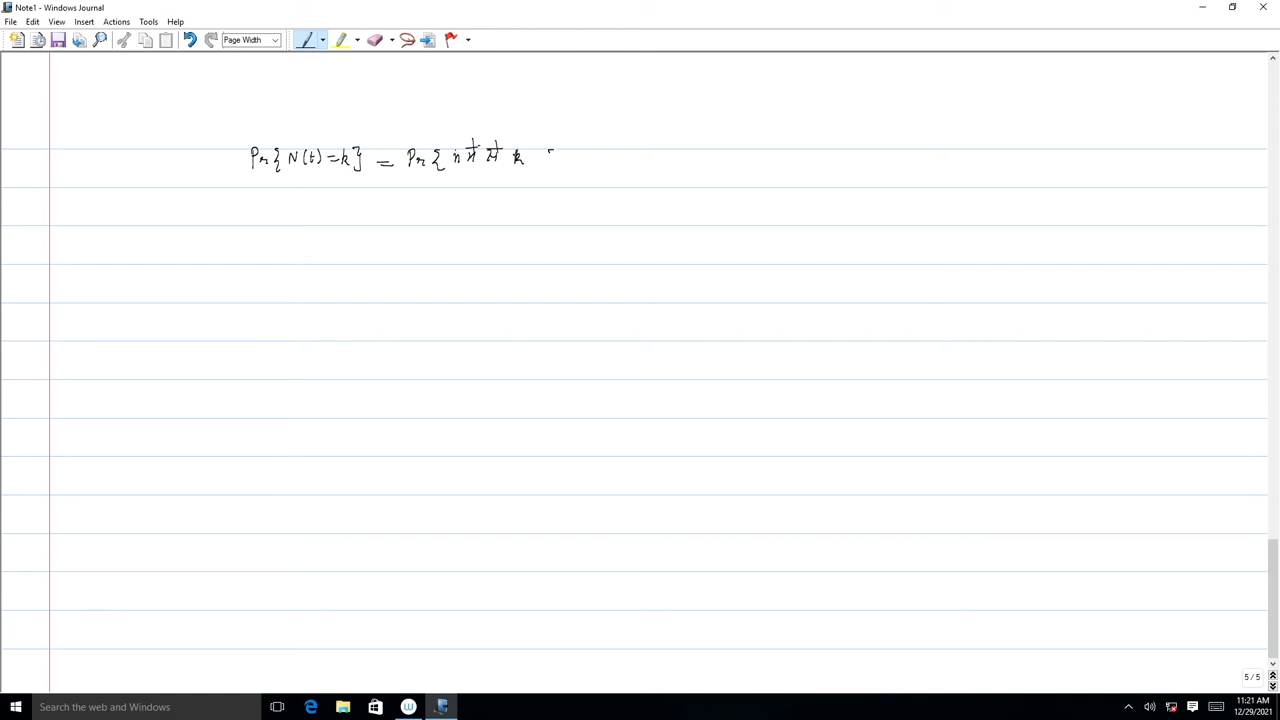 Note1 - Windows Journal
File Edit View Insert Actions Tools Help
Page Width
Pr{ N(t) = k } = Pr{ k
5 / 5
Search the web and Windows
11:21 AM
12/29/2021